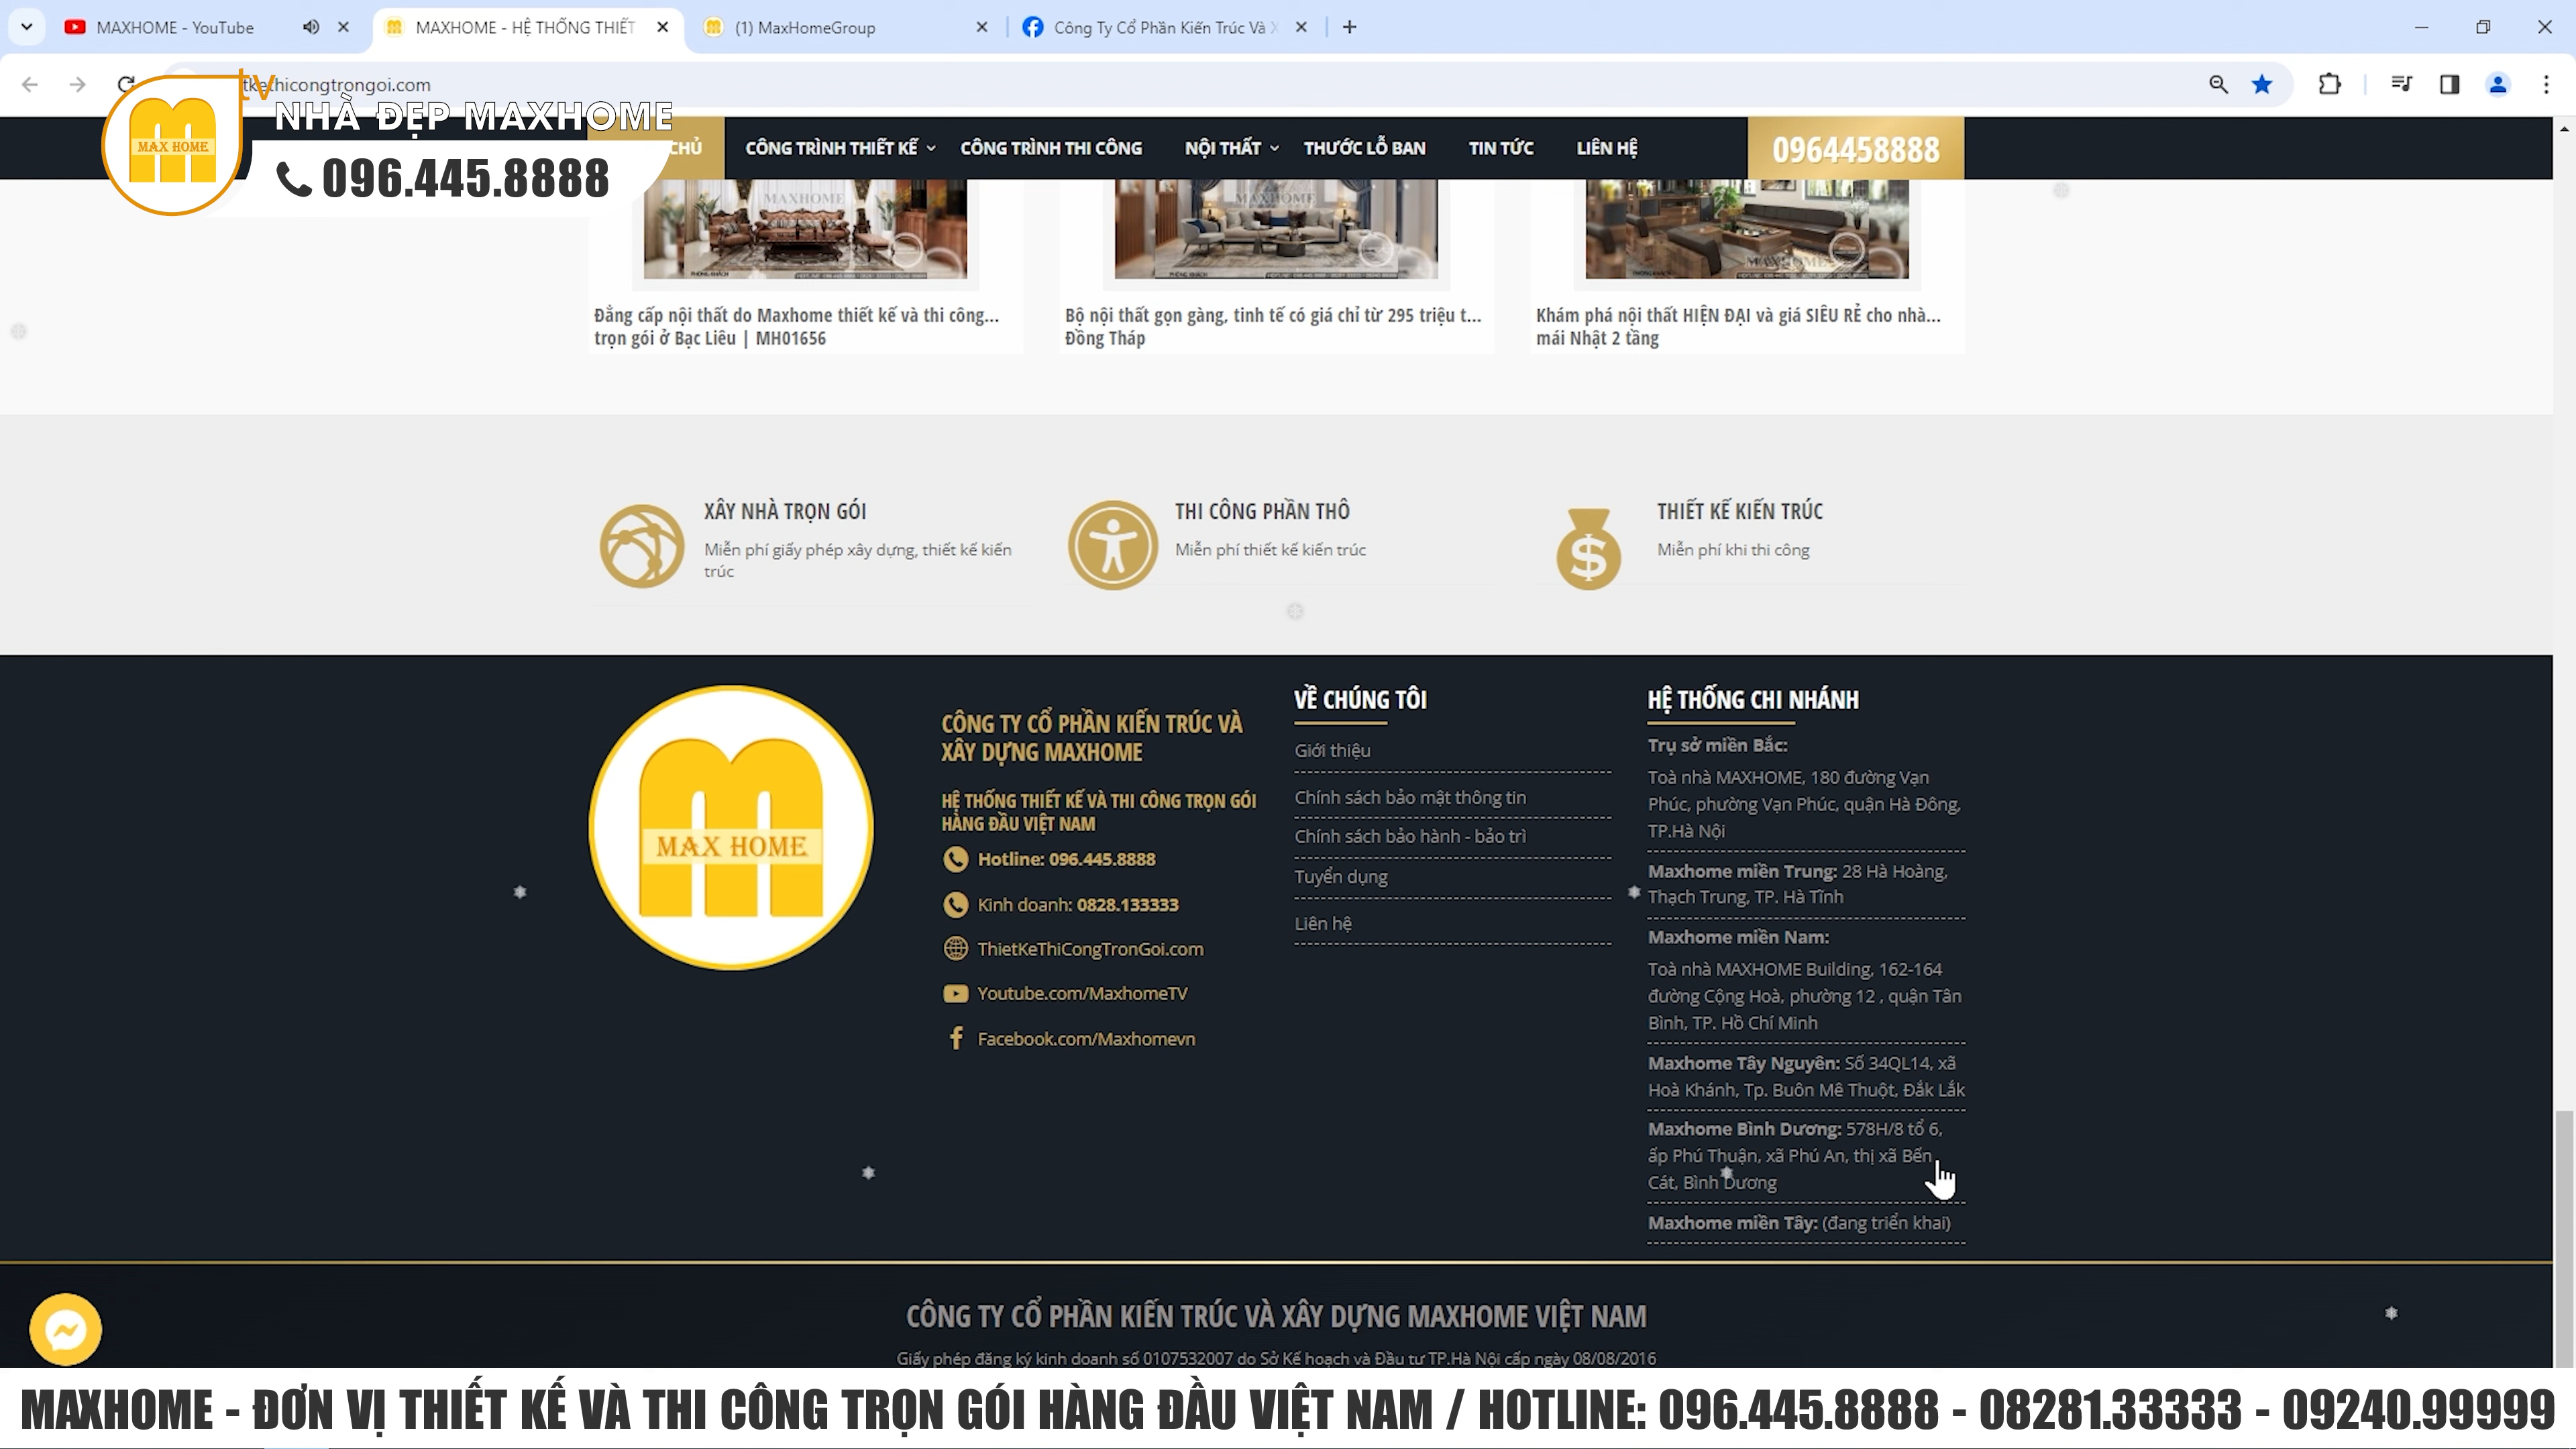 MAXHOME - YouTube
MAXHOME - HỆ THỐNG THIẾT
(1) MaxHomeGroup
Công Ty Cổ Phần Kiến Trúc Và X
tkethicongtrongoi.com
tv
NHÀ ĐẸP MAXHOME
MAX HOME
096.445.8888
CHỦ
CÔNG TRÌNH THIẾT KẾ
CÔNG TRÌNH THI CÔNG
NỘI THẤT
THƯỚC LỖ BAN
TIN TỨC
LIÊN HỆ
0964458888
MAXHOME
MAXHOME
MAXHOME
Đẳng cấp nội thất do Maxhome thiết kế và thi công...
trọn gói ở Bạc Liêu | MH01656
Bộ nội thất gọn gàng, tinh tế có giá chỉ từ 295 triệu t...
Đồng Tháp
Khám phá nội thất HIỆN ĐẠI và giá SIÊU RẺ cho nhà...
mái Nhật 2 tầng
XÂY NHÀ TRỌN GÓI
Miễn phí giấy phép xây dựng, thiết kế kiến
trúc
THI CÔNG PHẦN THÔ
Miễn phí thiết kế kiến trúc
THIẾT KẾ KIẾN TRÚC
Miễn phí khi thi công
MAX HOME
CÔNG TY CỔ PHẦN KIẾN TRÚC VÀ
XÂY DỰNG MAXHOME
HỆ THỐNG THIẾT KẾ VÀ THI CÔNG TRỌN GÓI
HÀNG ĐẦU VIỆT NAM
Hotline: 096.445.8888
Kinh doanh: 0828.133333
ThietKeThiCongTronGoi.com
Youtube.com/MaxhomeTV
Facebook.com/Maxhomevn
VỀ CHÚNG TÔI
Giới thiệu
Chính sách bảo mật thông tin
Chính sách bảo hành - bảo trì
Tuyển dụng
Liên hệ
HỆ THỐNG CHI NHÁNH
Trụ sở miền Bắc:
Toà nhà MAXHOME, 180 đường Vạn
Phúc, phường Vạn Phúc, quận Hà Đông,
TP.Hà Nội
Maxhome miền Trung: 28 Hà Hoàng,
Thạch Trung, TP. Hà Tĩnh
Maxhome miền Nam:
Toà nhà MAXHOME Building, 162-164
đường Cộng Hoà, phường 12 , quận Tân
Bình, TP. Hồ Chí Minh
Maxhome Tây Nguyên: Số 34QL14, xã
Hoà Khánh, Tp. Buôn Mê Thuột, Đắk Lắk
Maxhome Bình Dương: 578H/8 tổ 6,
ấp Phú Thuận, xã Phú An, thị xã Bến
Cát, Bình Dương
Maxhome miền Tây: (đang triển khai)
CÔNG TY CỔ PHẦN KIẾN TRÚC VÀ XÂY DỰNG MAXHOME VIỆT NAM
Giấy phép đăng ký kinh doanh số 0107532007 do Sở Kế hoạch và Đầu tư TP.Hà Nội cấp ngày 08/08/2016
MAXHOME - ĐƠN VỊ THIẾT KẾ VÀ THI CÔNG TRỌN GÓI HÀNG ĐẦU VIỆT NAM / HOTLINE: 096.445.8888 - 08281.33333 - 09240.99999